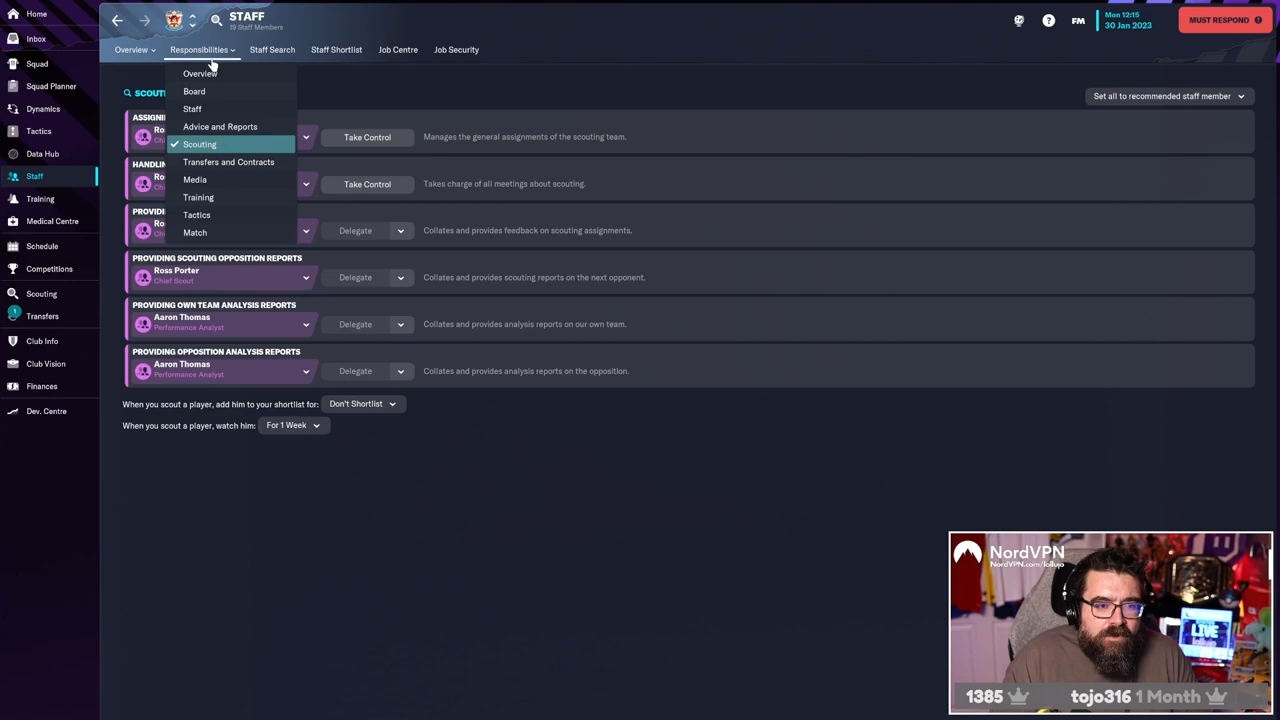 Home
Inbox
Squad
Squad Planner
Dynamics
Tactics
Data Hub
Staff
Training
Medical Centre
Schedule
Competitions
Scouting
1
Transfers
Club Info
Club Vision
Finances
Dev. Centre
STAFF
19 Staff Members
FM
Mon 12:15
30 Jan 2023
MUST RESPOND
Overview
Responsibilities
Staff Search
Staff Shortlist
Job Centre
Job Security
Overview
Board
Staff
Advice and Reports
Scouting
Transfers and Contracts
Media
Training
Tactics
Match
Set all to recommended staff member
Take Control
Manages the general assignments of the scouting team.
Take Control
Takes charge of all meetings about scouting.
Delegate
Collates and provides feedback on scouting assignments.
PROVIDING SCOUTING OPPOSITION REPORTS
Ross Porter
Chief Scout
Delegate
Collates and provides scouting reports on the next opponent.
PROVIDING OWN TEAM ANALYSIS REPORTS
Aaron Thomas
Performance Analyst
Delegate
Collates and provides analysis reports on our own team.
PROVIDING OPPOSITION ANALYSIS REPORTS
Aaron Thomas
Performance Analyst
Delegate
Collates and provides analysis reports on the opposition.
When you scout a player, add him to your shortlist for: Don't Shortlist
When you scout a player, watch him: For 1 Week
NordVPN
NordVPN.com/lollujo
LIVE
lollujo
1385
tojo316 1 Month